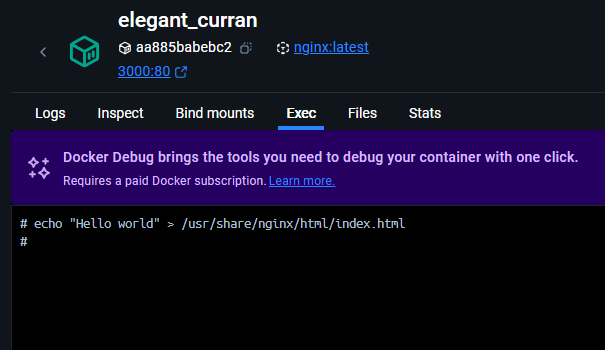 elegant_curran
aa885babebc2 nginx:latest
3000:80
Logs Inspect Bind mounts Exec Files Stats
Docker Debug brings the tools you need to debug your container with one click.
Requires a paid Docker subscription. Learn more.
# echo "Hello world" > /usr/share/nginx/html/index.html
#